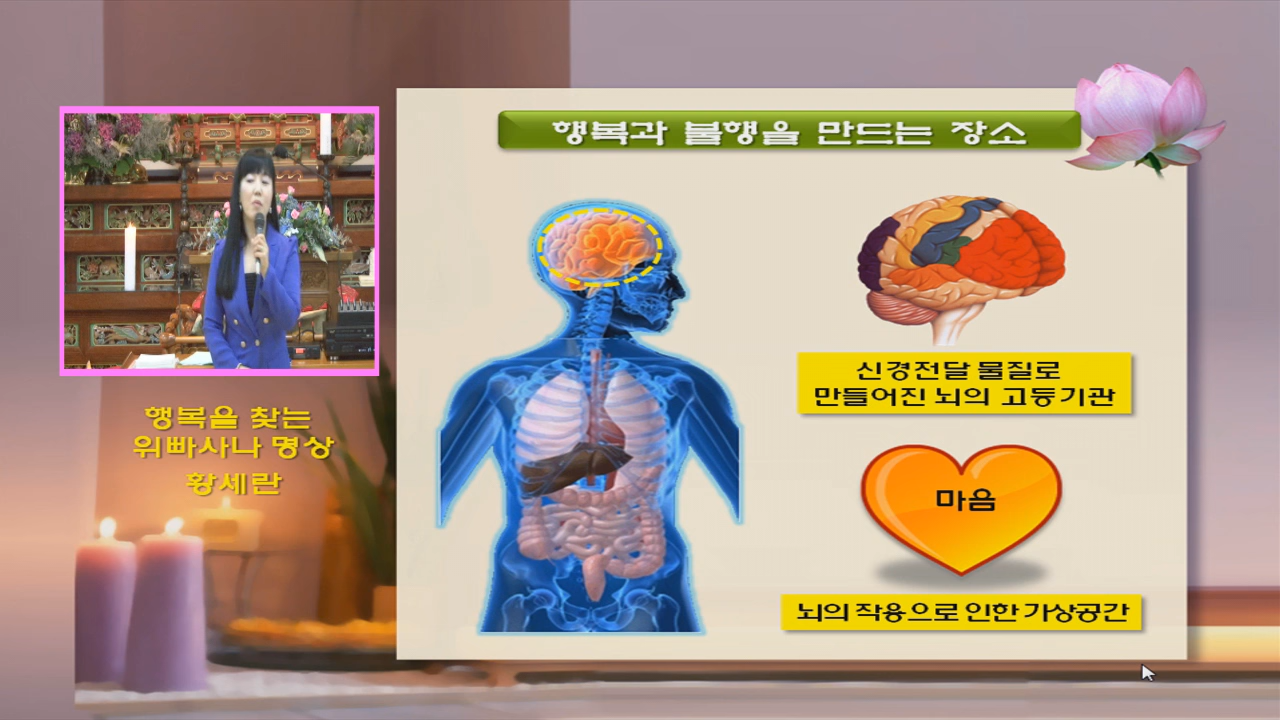 행복과 불행을 만드는 장소
행복을 찾는
위빠사나 명상
황세란
신경전달 물질로
만들어진 뇌의 고등기관
마음
뇌의 작용으로 인한 가상공간